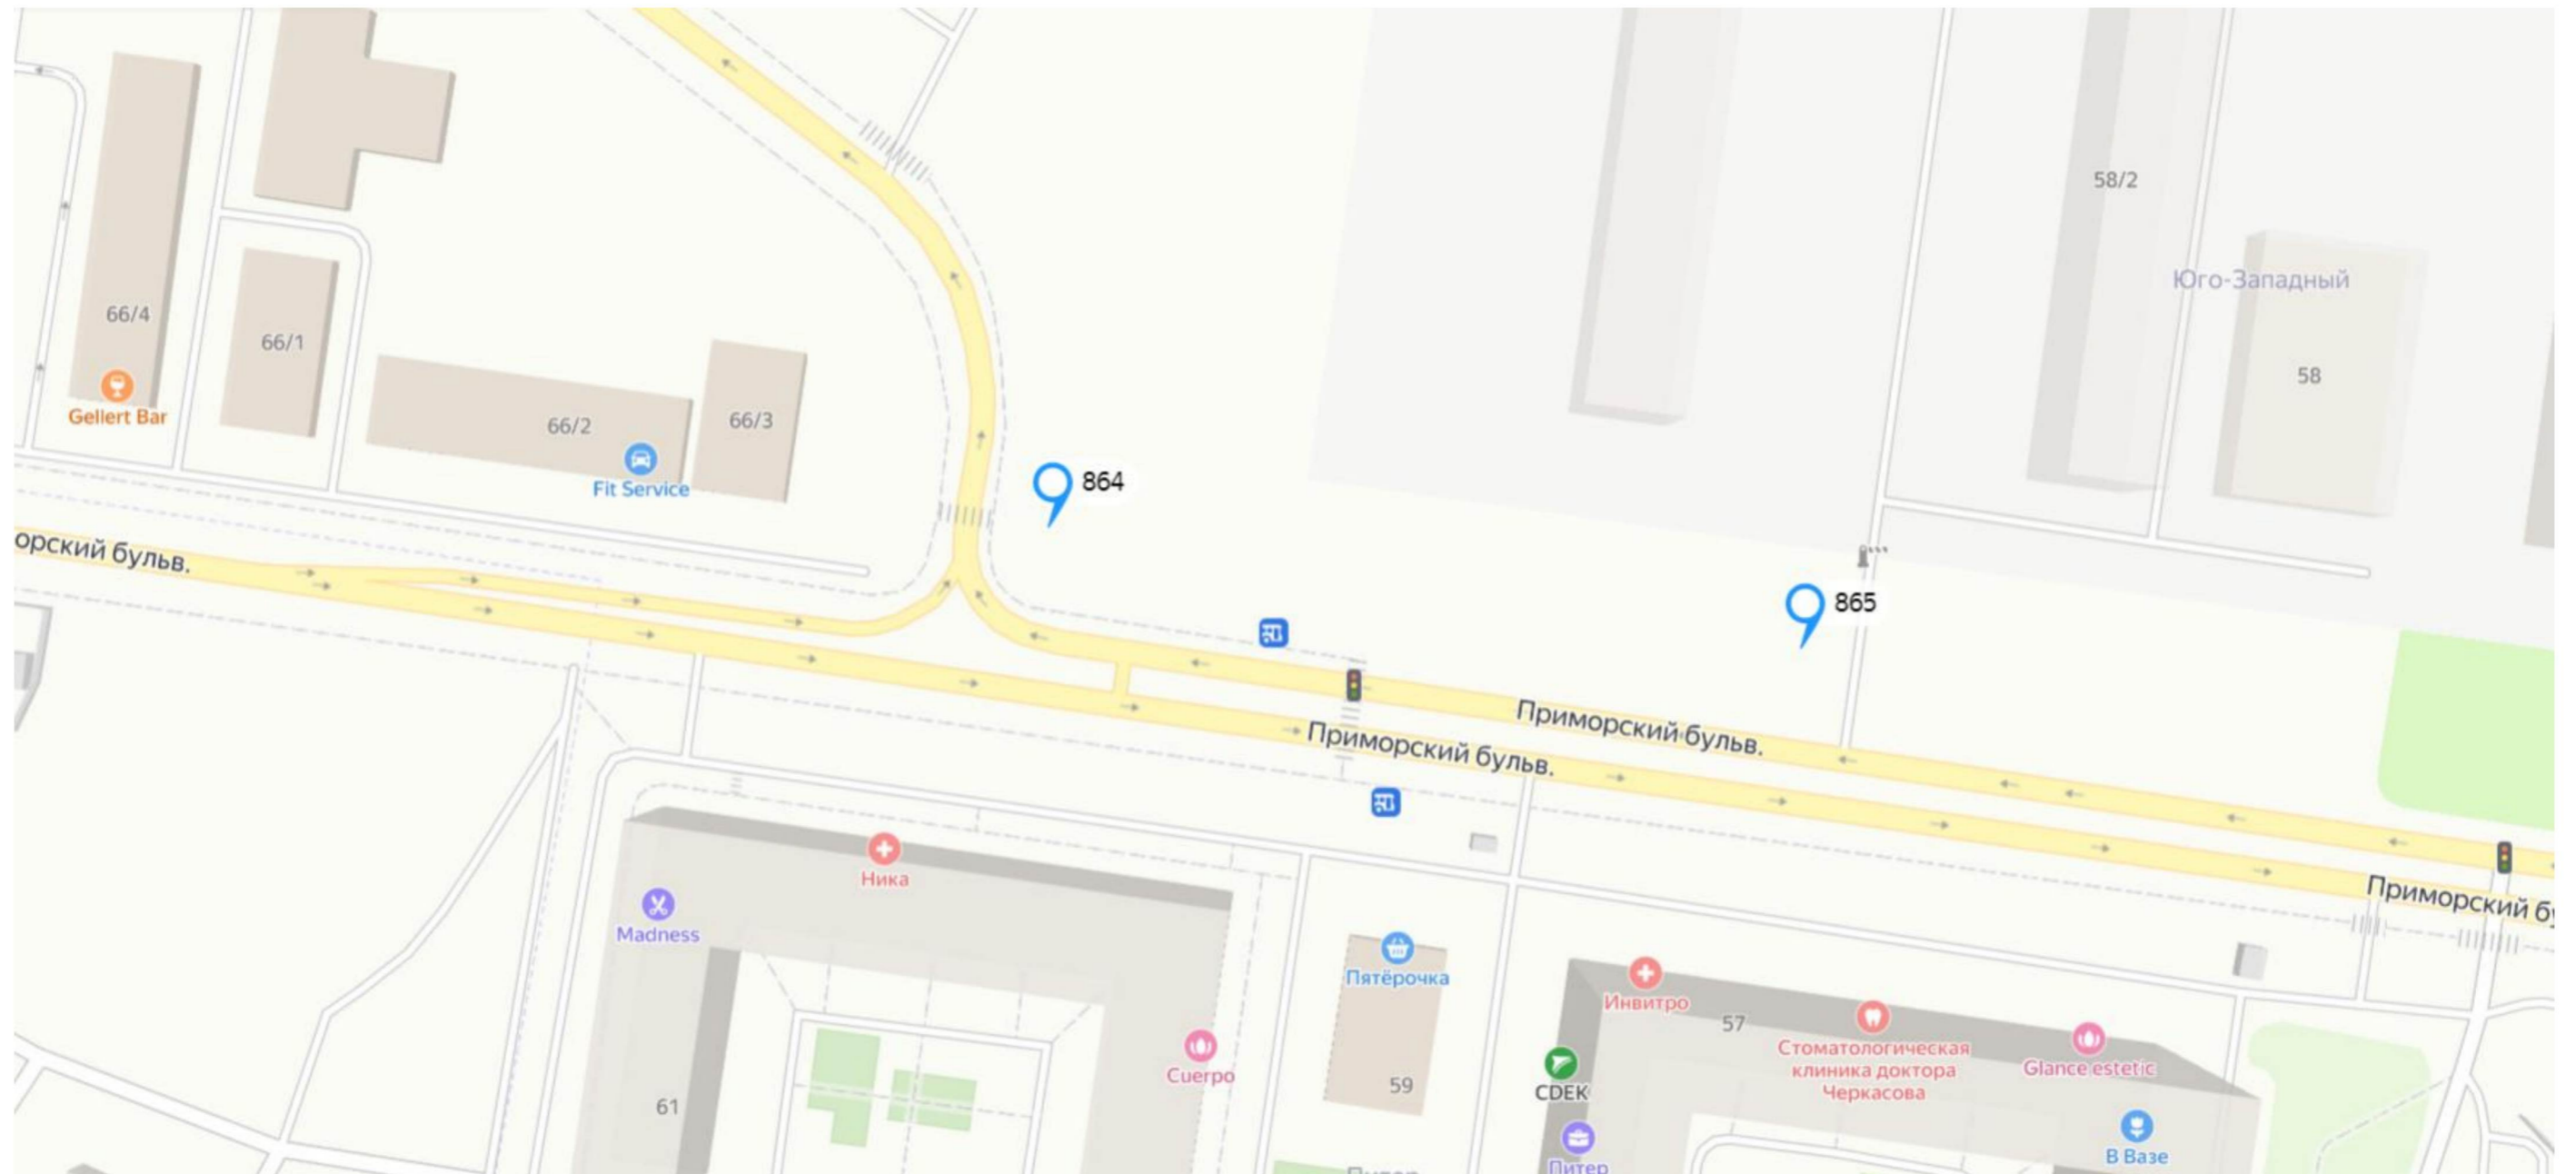 58/2
Юго-Западный
66/4
66/1
58
Gellert Bar
66/2
66/3
Fit Service
864
865
орский бульв.
Приморский бульв.
Приморский бульв.
Ника
Приморский бу
Madness
Пятёрочка
Инвитро
57
Cuerpo
Стоматологическая
клиника доктора
Черкасова
Glance estetic
59
CDEK
61
В Вазе
Питер